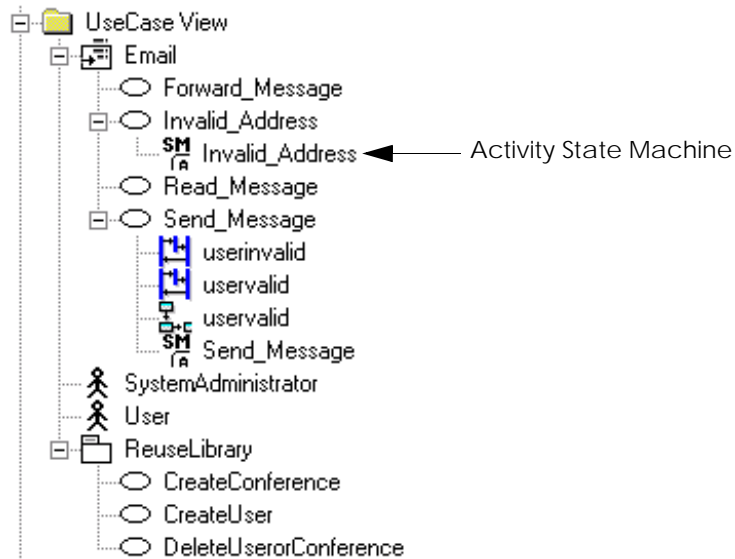 UseCase View
Email
Forward_Message
Invalid_Address
SM A Invalid_Address Activity State Machine
Read_Message
Send_Message
userinvalid
uservalid
uservalid
SM A Send_Message
SystemAdministrator
User
ReuseLibrary
CreateConference
CreateUser
DeleteUserorConference